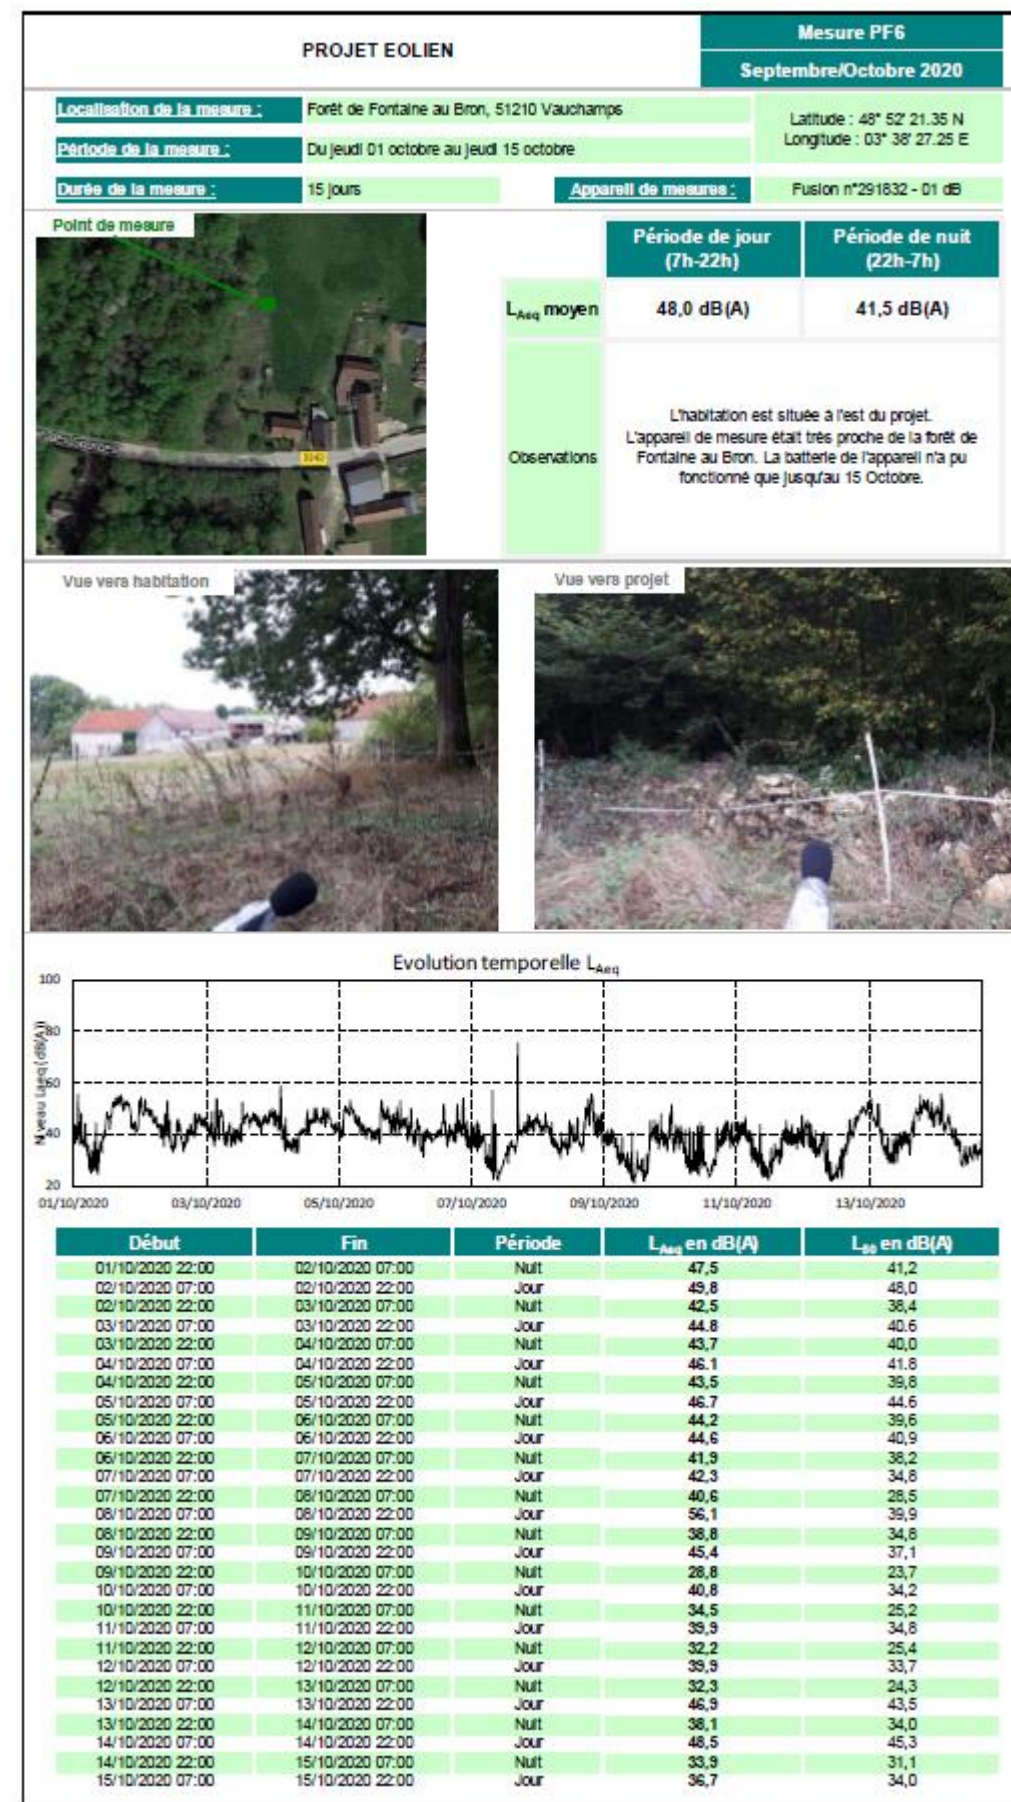 PROJET EOLIEN
Mesure PF6
Septembre/Octobre 2020
Localisation de la mesure :
Forêt de Fontaine au Bron, 51210 Vauchamps
Latitude : 48° 52' 21.35 N
Longitude : 03° 38' 27.25 E
Période de la mesure :
Du jeudi 01 octobre au jeudi 15 octobre
Durée de la mesure :
15 jours
Appareil de mesures :
Fusion n°291832 - 01 dB
Point de mesure
Période de jour (7h-22h)
Période de nuit (22h-7h)
LAeq moyen
48,0 dB(A)
41,5 dB(A)
Observations
L'habitation est située à l'est du projet.
L'appareil de mesure était très proche de la forêt de
Fontaine au Bron. La batterie de l'appareil n'a pu
fonctionné que jusqu'au 15 Octobre.
Vue vers habitation
Vue vers projet
Evolution temporelle LAeq
Niveau Laeq (dB(A))
100
80
60
40
20
01/10/2020 03/10/2020 05/10/2020 07/10/2020 09/10/2020 11/10/2020 13/10/2020
Début Fin Période LAeq en dB(A) L50 en dB(A)
01/10/2020 22:00 02/10/2020 07:00 Nuit 47,5 41,2
02/10/2020 07:00 02/10/2020 22:00 Jour 49,8 48,0
02/10/2020 22:00 03/10/2020 07:00 Nuit 42,5 38,4
03/10/2020 07:00 03/10/2020 22:00 Jour 44,8 40,6
03/10/2020 22:00 04/10/2020 07:00 Nuit 43,7 40,0
04/10/2020 07:00 04/10/2020 22:00 Jour 46,1 41,8
04/10/2020 22:00 05/10/2020 07:00 Nuit 43,5 39,8
05/10/2020 07:00 05/10/2020 22:00 Jour 46,7 44,6
05/10/2020 22:00 06/10/2020 07:00 Nuit 44,2 39,6
06/10/2020 07:00 06/10/2020 22:00 Jour 44,6 40,9
06/10/2020 22:00 07/10/2020 07:00 Nuit 41,9 38,2
07/10/2020 07:00 07/10/2020 22:00 Jour 42,3 34,8
07/10/2020 22:00 08/10/2020 07:00 Nuit 40,6 28,5
08/10/2020 07:00 08/10/2020 22:00 Jour 56,1 39,9
08/10/2020 22:00 09/10/2020 07:00 Nuit 38,8 34,8
09/10/2020 07:00 09/10/2020 22:00 Jour 45,4 37,1
09/10/2020 22:00 10/10/2020 07:00 Nuit 28,8 23,7
10/10/2020 07:00 10/10/2020 22:00 Jour 40,8 34,2
10/10/2020 22:00 11/10/2020 07:00 Nuit 34,5 25,2
11/10/2020 07:00 11/10/2020 22:00 Jour 39,9 34,8
11/10/2020 22:00 12/10/2020 07:00 Nuit 32,2 25,4
12/10/2020 07:00 12/10/2020 22:00 Jour 39,9 33,7
12/10/2020 22:00 13/10/2020 07:00 Nuit 32,3 24,3
13/10/2020 07:00 13/10/2020 22:00 Jour 46,9 43,5
13/10/2020 22:00 14/10/2020 07:00 Nuit 38,1 34,0
14/10/2020 07:00 14/10/2020 22:00 Jour 48,5 45,3
14/10/2020 22:00 15/10/2020 07:00 Nuit 33,9 31,1
15/10/2020 07:00 15/10/2020 22:00 Jour 36,7 34,0